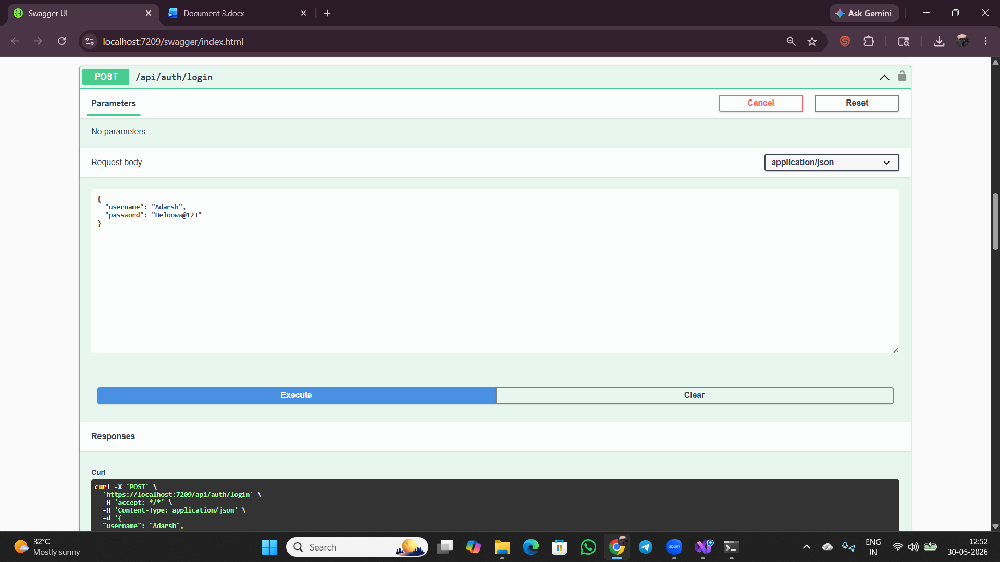 Swagger UI
Document 3.docx
Ask Gemini
localhost:7209/swagger/index.html
POST /api/auth/login
Parameters
Cancel
Reset
No parameters
Request body
application/json
{
"username": "Adarsh",
"password": "Helooww@123"
}
Execute
Clear
Responses
Curl
curl -X 'POST' \
'https://localhost:7209/api/auth/login' \
-H 'accept: */*' \
-H 'Content-Type: application/json' \
-d '{
"username": "Adarsh",
32°C
Mostly sunny
Search
zoom
ENG
IN
12:52
30-05-2026